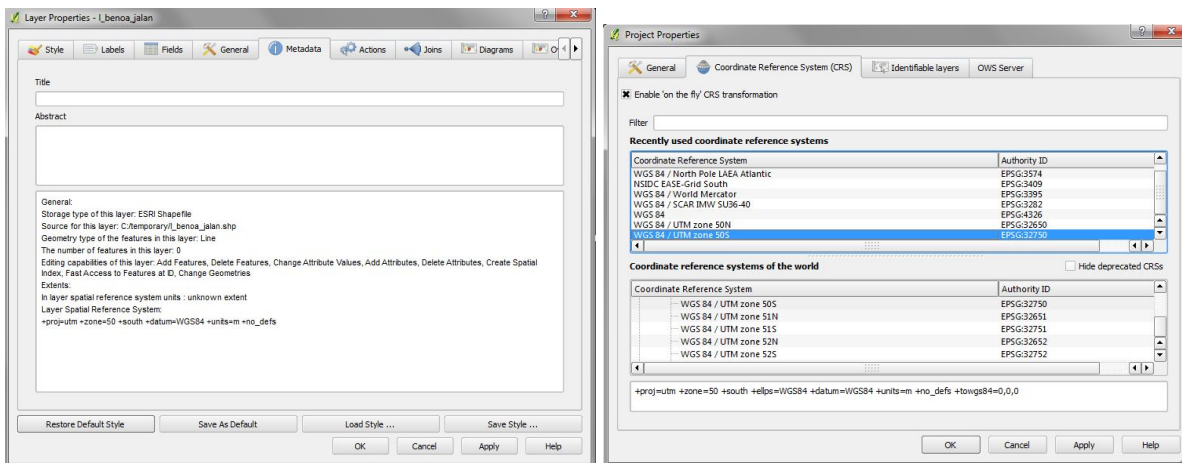 Layer Properties - l_benoa_jalan
Style
Labels
Fields
General
Metadata
Actions
Joins
Diagrams
Title
Abstract
General:
Storage type of this layer: ESRI Shapefile
Source for this layer: C:/temporary/l_benoa_jalan.shp
Geometry type of the features in this layer: Line
The number of features in this layer: 0
Editing capabilities of this layer: Add Features, Delete Features, Change Attribute Values, Add Attributes, Delete Attributes, Create Spatial
Index, Fast Access to Features at ID, Change Geometries
Extents:
In layer spatial reference system units : unknown extent
Layer Spatial Reference System:
+proj=utm +zone=50 +south +datum=WGS84 +units=m +no_defs
Restore Default Style
Save As Default
Load Style ...
Save Style ...
OK
Cancel
Apply
Help
Project Properties
General
Coordinate Reference System (CRS)
Identifiable layers
OWS Server
Enable 'on the fly' CRS transformation
Filter
Recently used coordinate reference systems
Coordinate Reference System Authority ID
WGS 84 / North Pole LAEA Atlantic EPSG:3574
NSIDC EASE-Grid South EPSG:3409
WGS 84 / World Mercator EPSG:3395
WGS 84 / SCAR IMW SU36-40 EPSG:3282
WGS 84 EPSG:4326
WGS 84 / UTM zone 50N EPSG:32650
WGS 84 / UTM zone 50S EPSG:32750
Coordinate reference systems of the world
Hide deprecated CRSs
Coordinate Reference System Authority ID
WGS 84 / UTM zone 50S EPSG:32750
WGS 84 / UTM zone 51N EPSG:32651
WGS 84 / UTM zone 51S EPSG:32751
WGS 84 / UTM zone 52N EPSG:32652
WGS 84 / UTM zone 52S EPSG:32752
+proj=utm +zone=50 +south +ellps=WGS84 +datum=WGS84 +units=m +no_defs +towgs84=0,0,0
OK
Cancel
Apply
Help